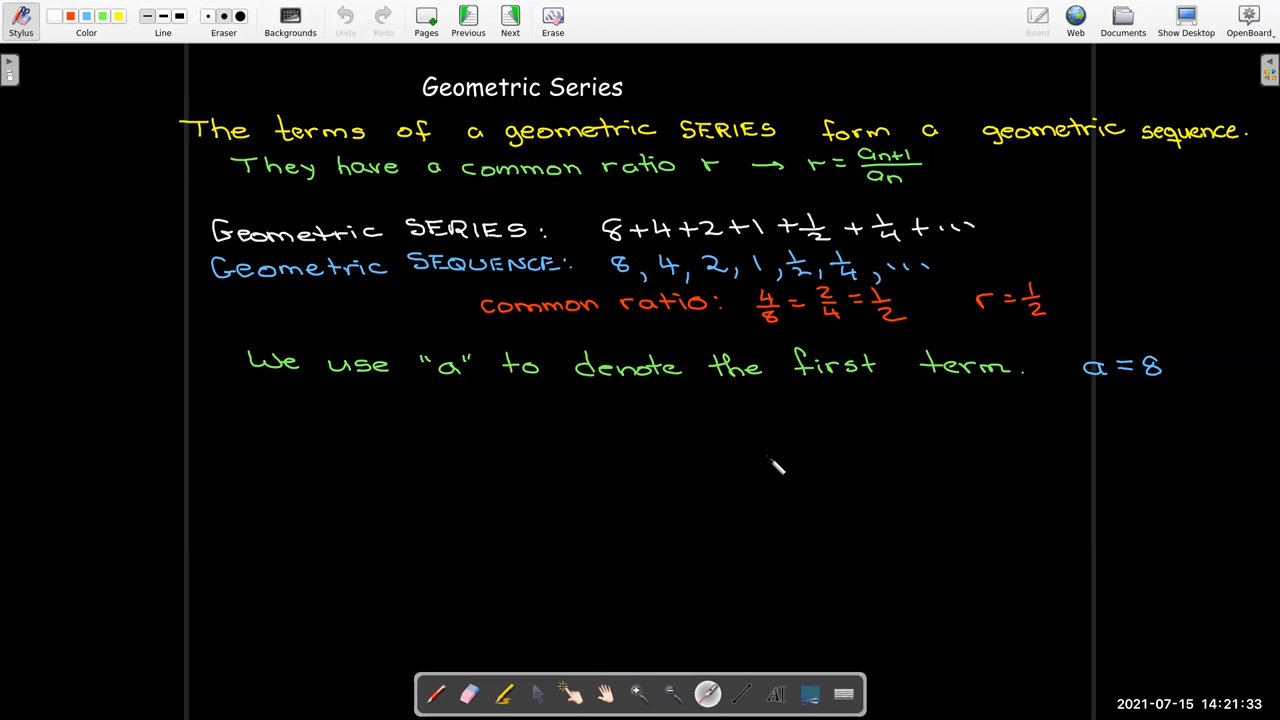 Stylus Color Line Eraser Backgrounds Undo Redo Pages Previous Next Erase Board Web Documents Show Desktop OpenBoard
Geometric Series
The terms of a geometric SERIES form a geometric sequence.
They have a common ratio r → r = an+1/an
Geometric SERIES: 8+4+2+1+1/2+1/4+...
Geometric SEQUENCE: 8, 4, 2, 1, 1/2, 1/4, ...
common ratio: 4/8 = 2/4 = 1/2 r = 1/2
We use "a" to denote the first term. a = 8
AI
2021-07-15 14:21:33